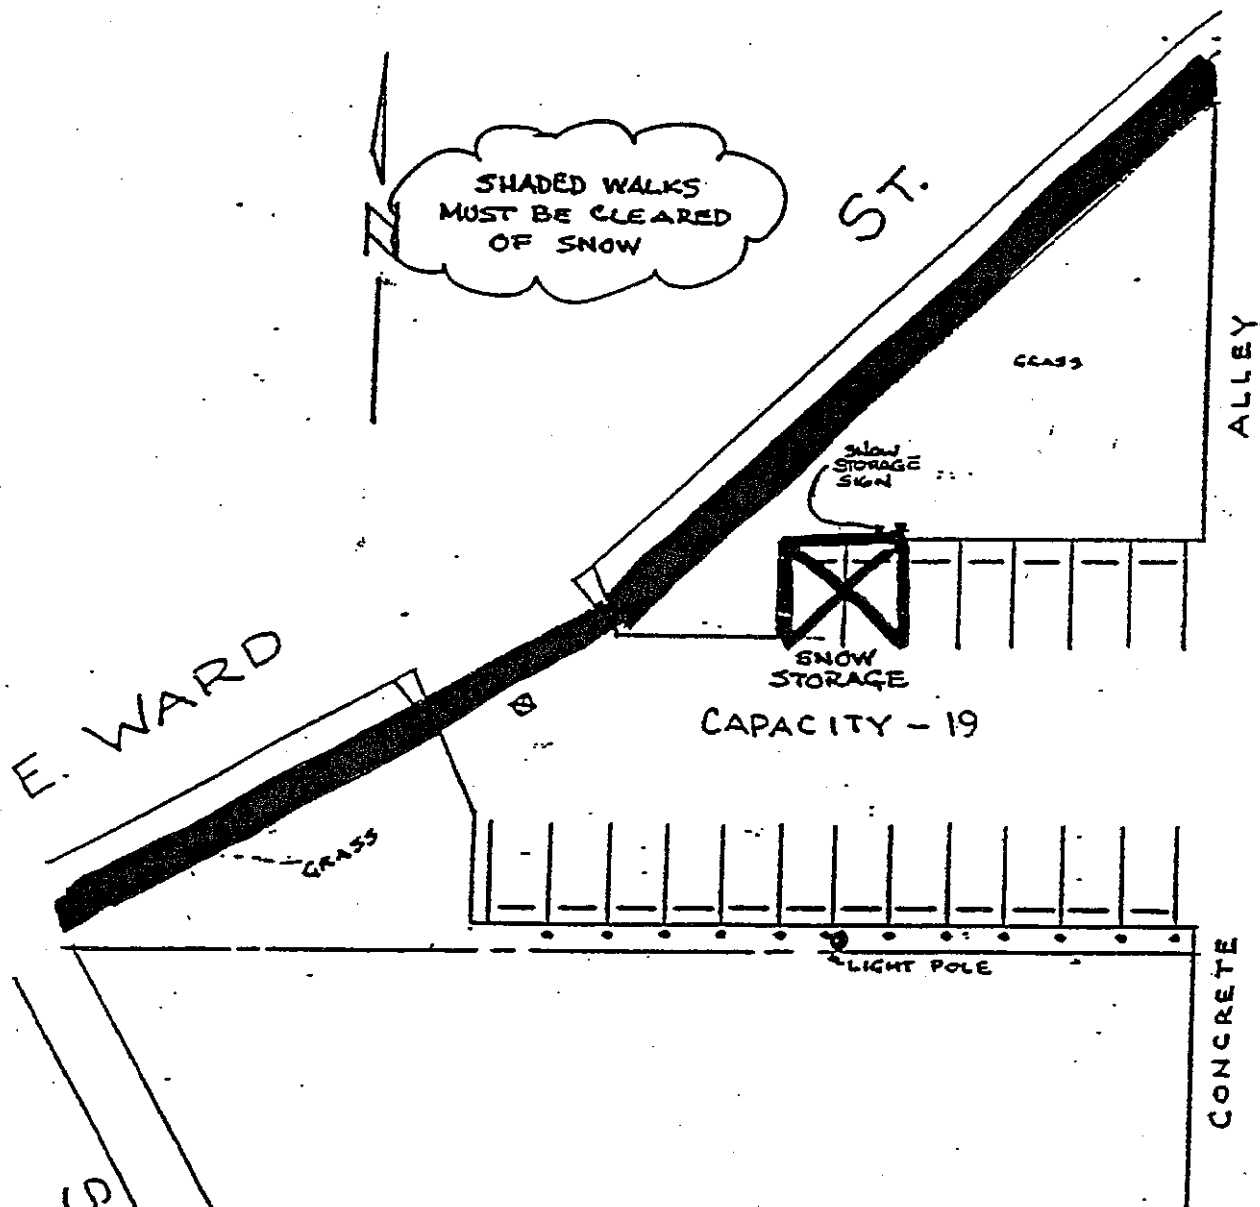 SHADED WALKS
MUST BE CLEARED
OF SNOW
N
ST.
GRASS
ALLEY
SNOW
STORAGE
SIGN
SNOW
STORAGE
E. WARD
CAPACITY - 19
GRASS
LIGHT POLE
CONCRETE